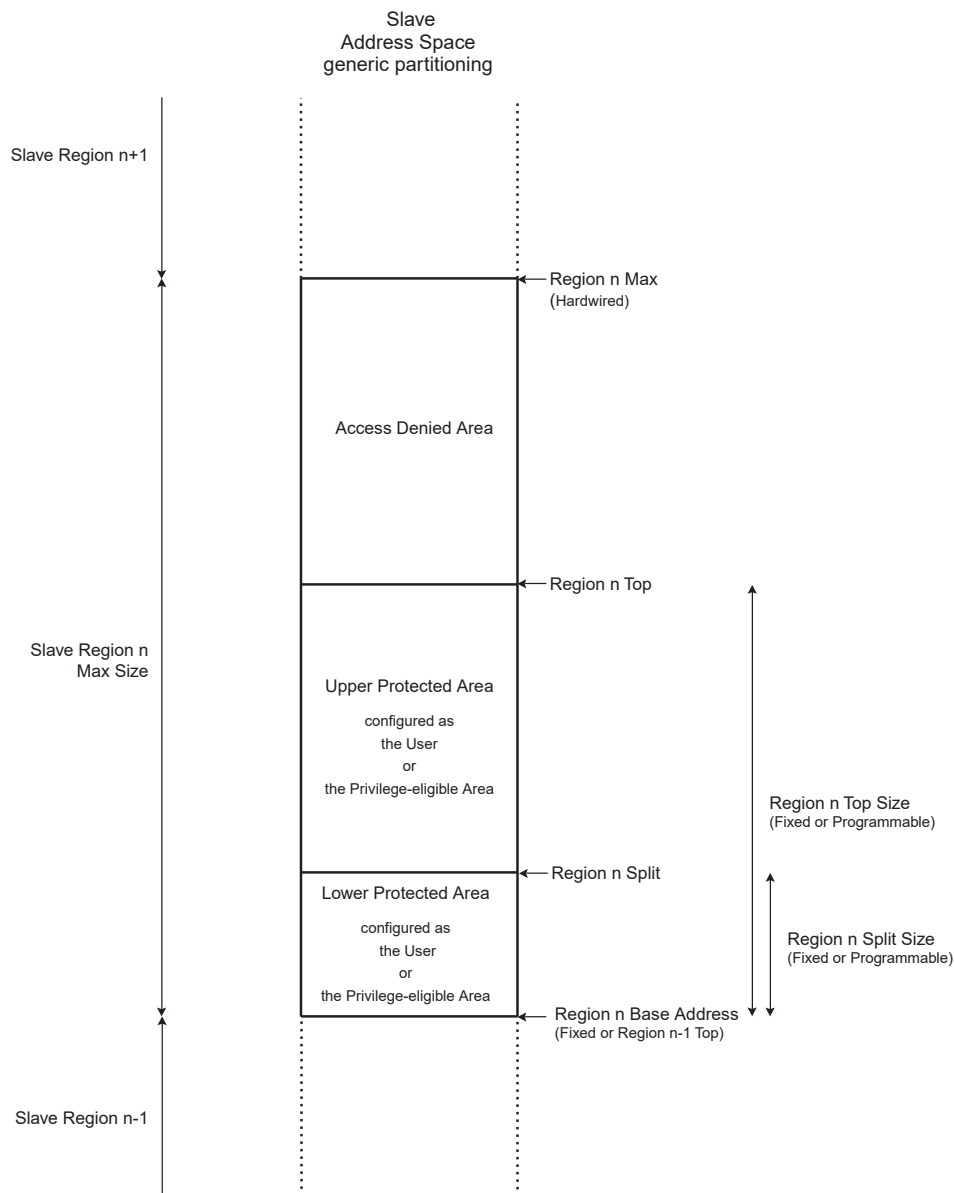 Slave
Address Space
generic partitioning
Slave Region n+1
Region n Max
(Hardwired)
Access Denied Area
Region n Top
Slave Region n
Max Size
Upper Protected Area
configured as
the User
or
the Privilege-eligible Area
Region n Top Size
(Fixed or Programmable)
Region n Split
Lower Protected Area
configured as
the User
or
the Privilege-eligible Area
Region n Split Size
(Fixed or Programmable)
Region n Base Address
(Fixed or Region n-1 Top)
Slave Region n-1